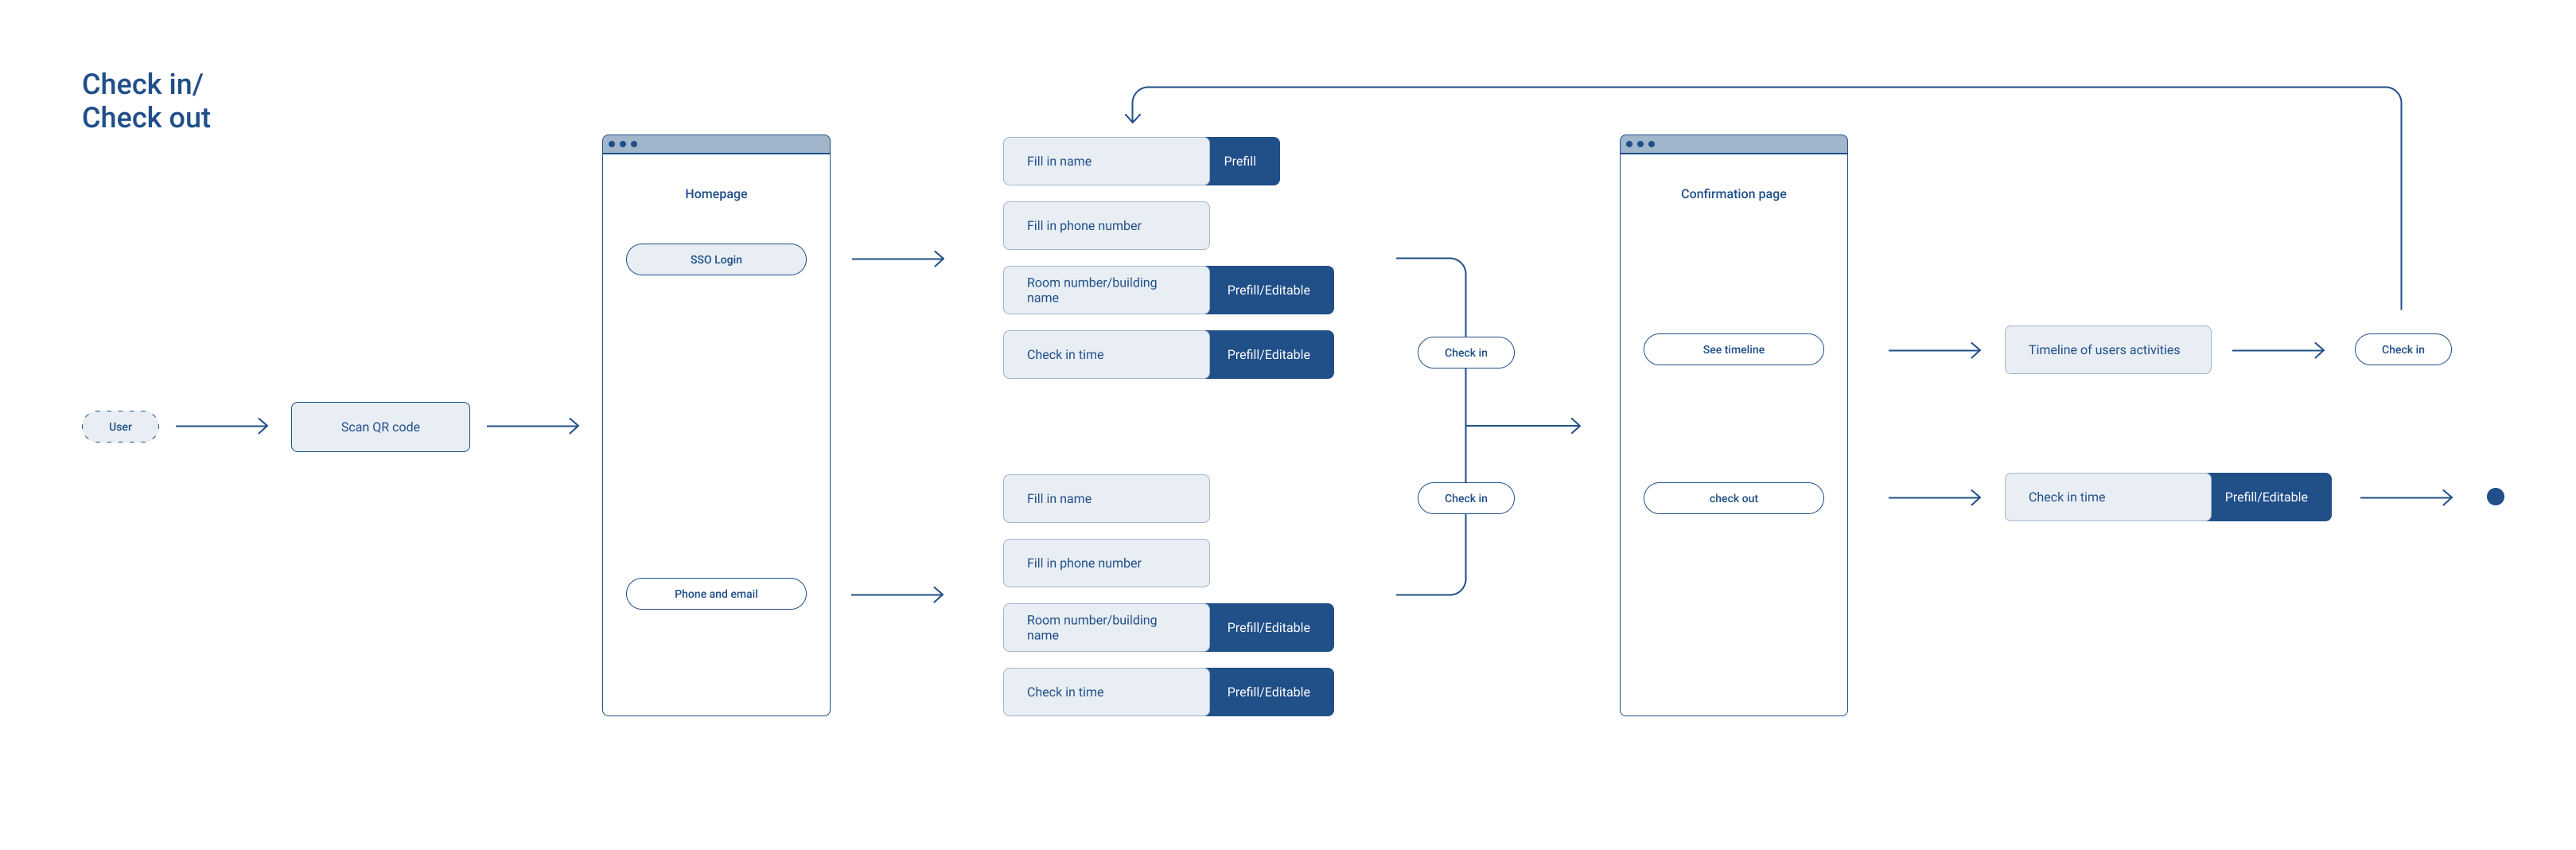 Check in/
Check out
User
Scan QR code
Homepage
SSO Login
Phone and email
Fill in name
Prefill
Fill in phone number
Room number/building
name
Prefill/Editable
Check in time
Prefill/Editable
Fill in name
Fill in phone number
Room number/building
name
Prefill/Editable
Check in time
Prefill/Editable
Check in
Check in
Confirmation page
See timeline
check out
Timeline of users activities
Check in
Check in time
Prefill/Editable